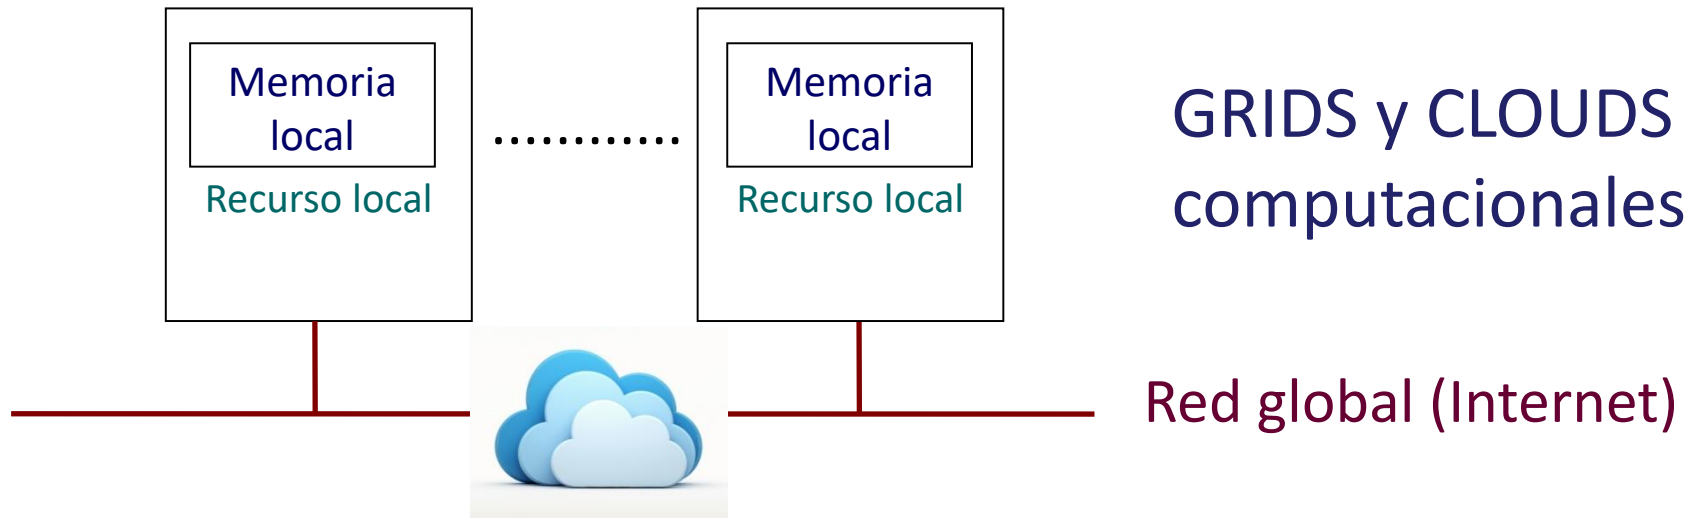 Memoria
local
Recurso local
............
Memoria
local
Recurso local
GRIDS y CLOUDS
computacionales
Red global (Internet)